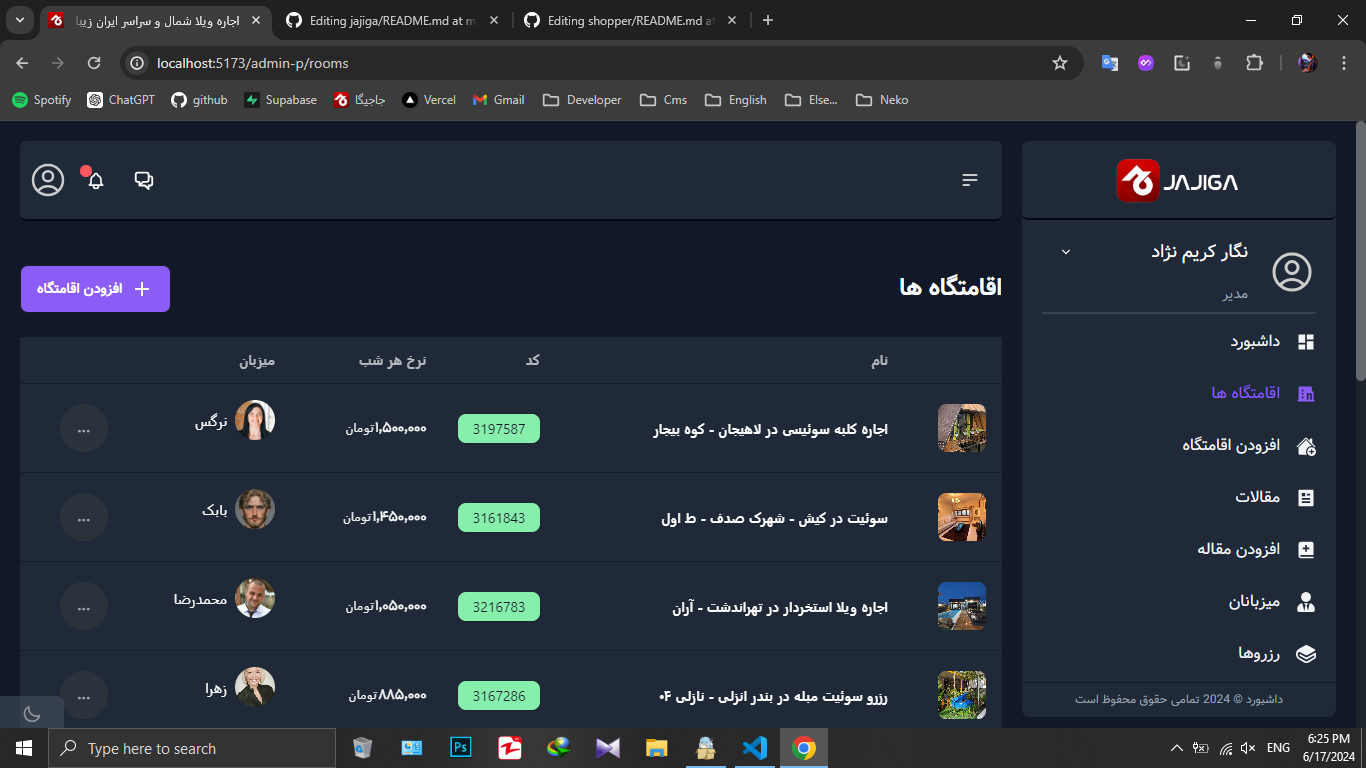 اجاره ویلا شمال و سراسر ایران زیبا
Editing jajiga/README.md at m
Editing shopper/README.md at
localhost:5173/admin-p/rooms
Spotify
ChatGPT
github
Supabase
جاجیگا
Vercel
Gmail
Developer
Cms
English
Else...
Neko
JAJIGA
نگار کریم نژاد
مدیر
داشبورد
اقامتگاه ها
افزودن اقامتگاه
مقالات
افزودن مقاله
میزبانان
رزروها
داشبورد © 2024 تمامی حقوق محفوظ است
اقامتگاه ها
افزودن اقامتگاه
نام کد نرخ هر شب میزبان
اجاره کلبه سوئیسی در لاهیجان - کوه بیجار 3197587 ۱,۵۰۰,۰۰۰تومان نرگس ...
سوئیت در کیش - شهرک صدف - ط اول 3161843 ۱,۴۵۰,۰۰۰تومان بابک ...
اجاره ویلا استخردار در تهراندشت - آران 3216783 ۱,۰۵۰,۰۰۰تومان محمدرضا ...
رزرو سوئیت مبله در بندر انزلی - نازلی ۰۴ 3167286 ۸۸۵,۰۰۰تومان زهرا ...
Type here to search
Ps
ENG
6:25 PM
6/17/2024